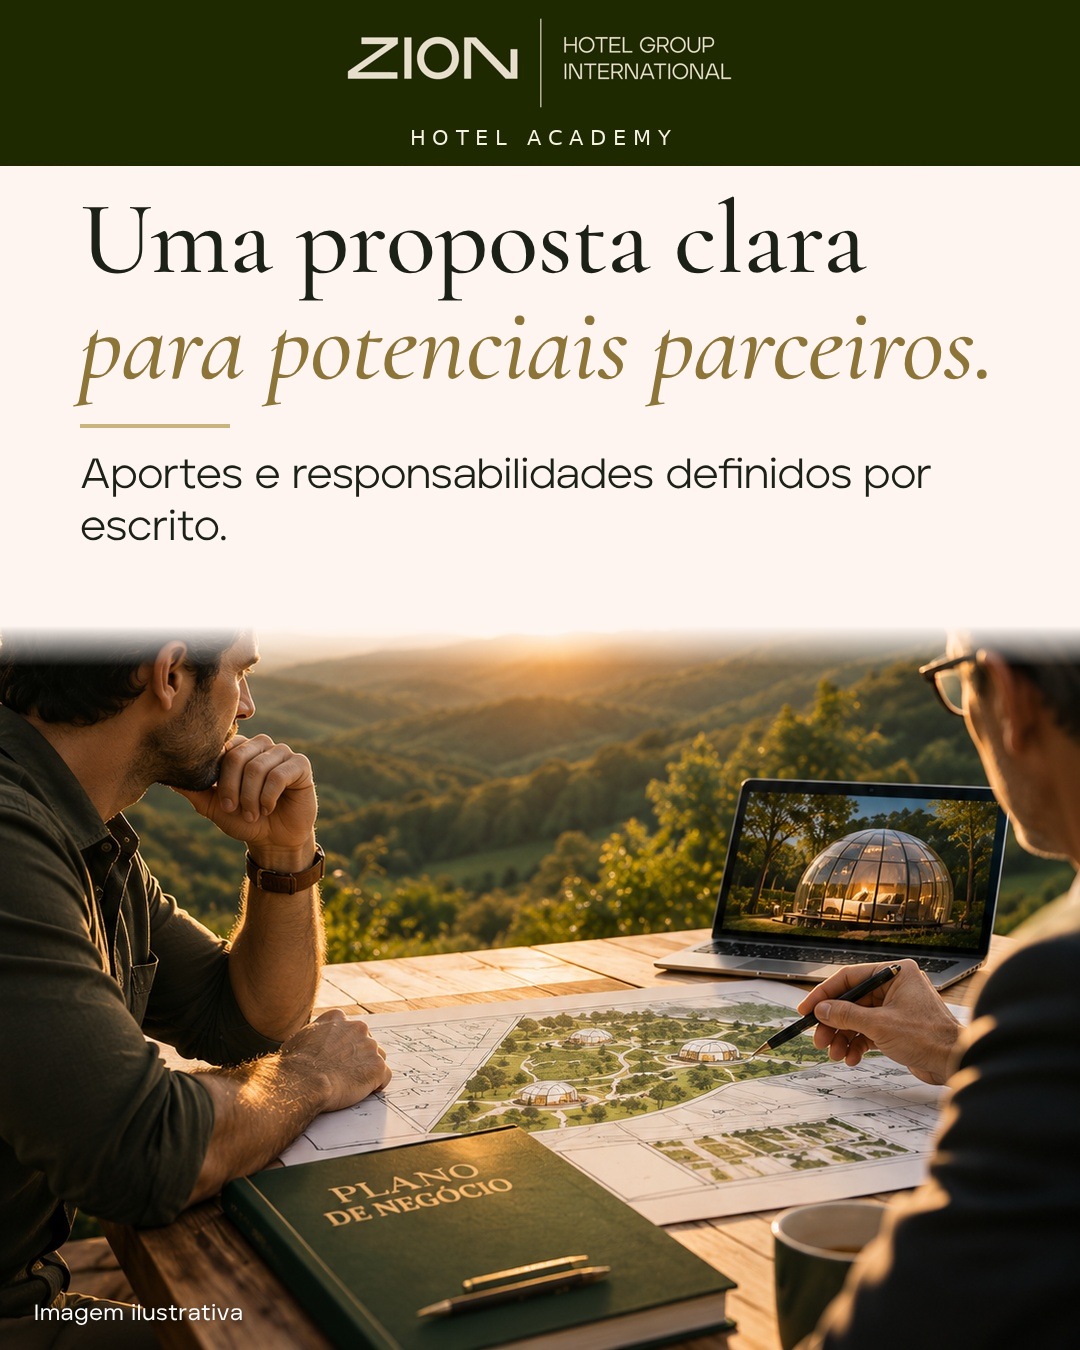 ZION
HOTEL GROUP
INTERNATIONAL
HOTEL ACADEMY
Uma proposta clara
para potenciais parceiros.
Aportes e responsabilidades definidos por
escrito.
PLANO
DE NEGÓCIO
Imagem ilustrativa